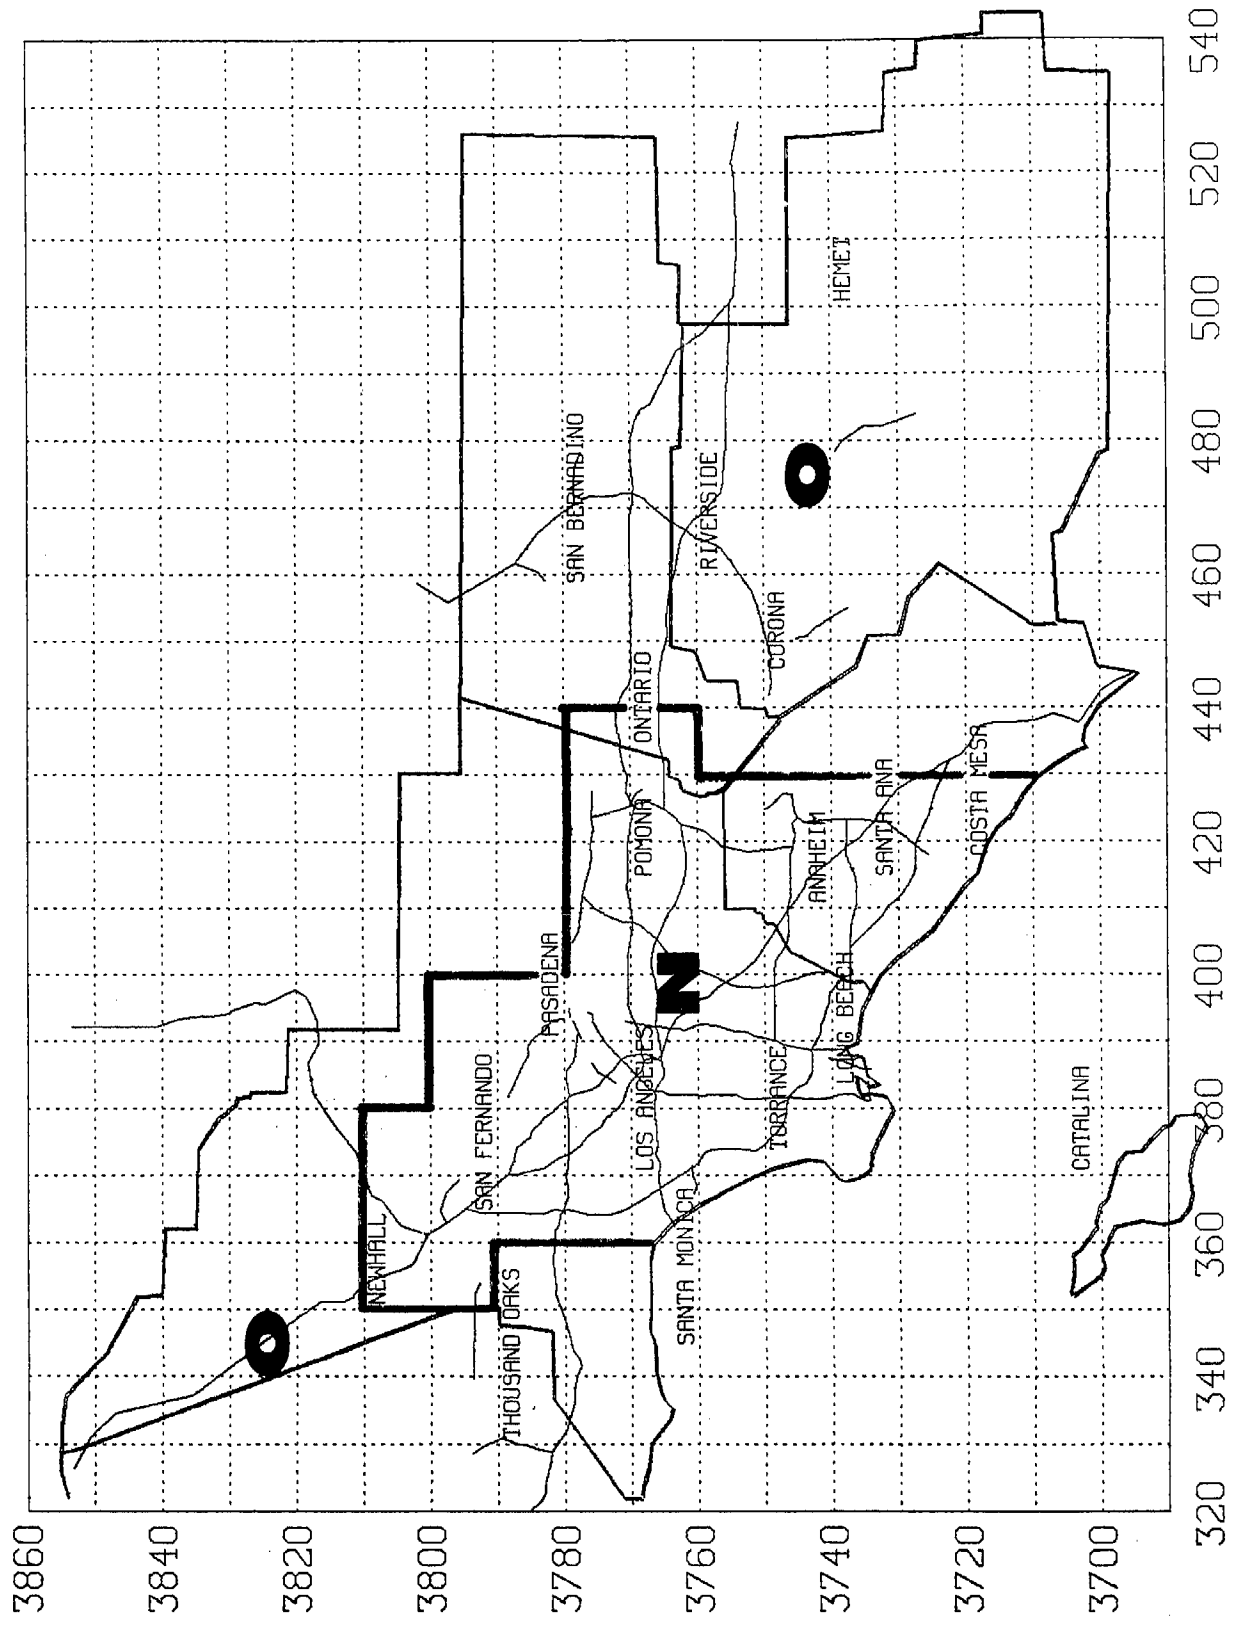 3860
3840
3820
3800
3780
3760
3740
3720
3700
320
340
360
380
400
420
440
460
480
500
520
540
NEWHALL
SAN FERNANDO
THOUSAND OAKS
PASADENA
SAN BERNADINO
LOS ANGELES
POMONA
ONTARIO
SANTA MONICA
RIVERSIDE
TORRANCE
CORONA
LONG BEACH
ANAHEIM
HEMET
SANTA ANA
COSTA MESA
CATALINA
O
N
O